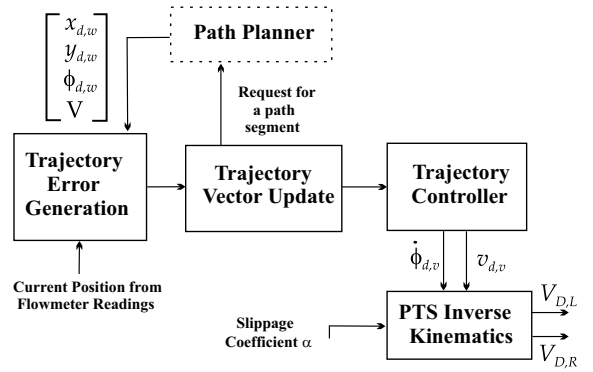 x_{d,w}
y_{d,w}
ϕ_{d,w}
V
Path Planner
Request for
a path
segment
Trajectory
Error
Generation
Trajectory
Vector Update
Trajectory
Controller
Current Position from
Flowmeter Readings
ϕ̇_{d,v}
v_{d,v}
Slippage
Coefficient α
PTS Inverse
Kinematics
V_{D,L}
V_{D,R}